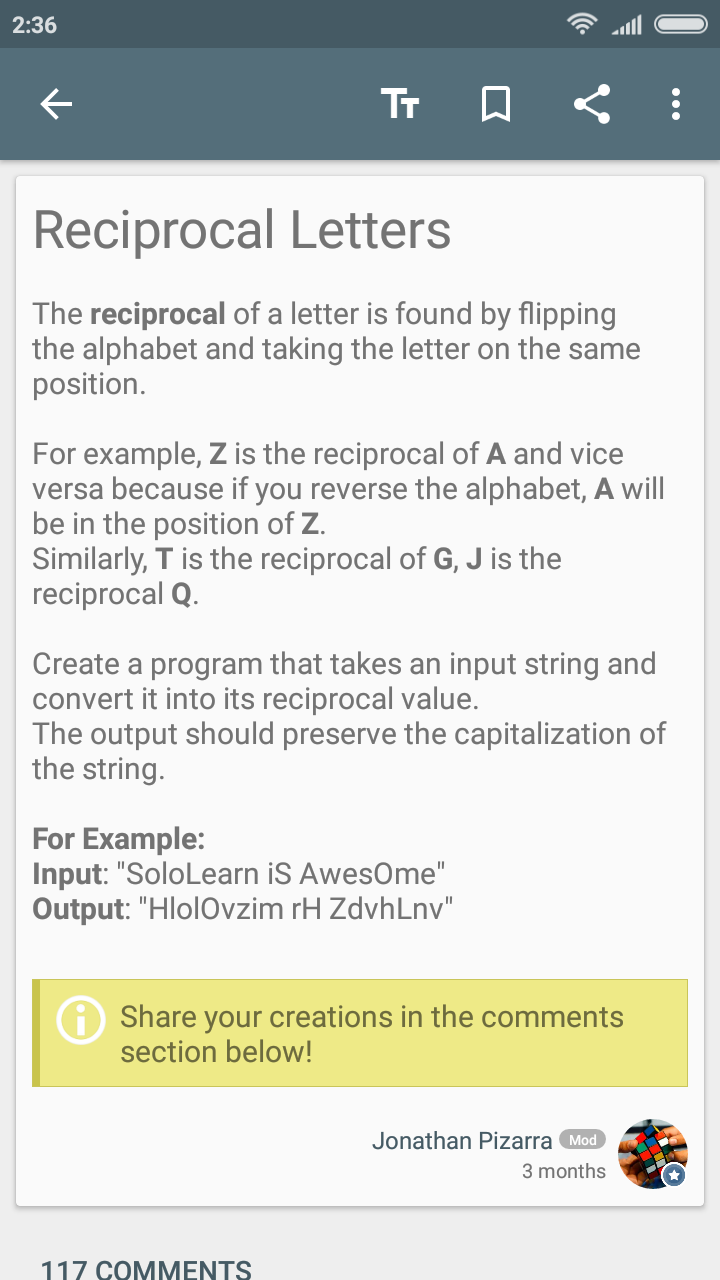 2:36
Reciprocal Letters
The reciprocal of a letter is found by flipping
the alphabet and taking the letter on the same
position.
For example, Z is the reciprocal of A and vice
versa because if you reverse the alphabet, A will
be in the position of Z.
Similarly, T is the reciprocal of G, J is the
reciprocal Q.
Create a program that takes an input string and
convert it into its reciprocal value.
The output should preserve the capitalization of
the string.
For Example:
Input: "SoloLearn iS AwesOme"
Output: "HlolOvzim rH ZdvhLnv"
Share your creations in the comments
section below!
Jonathan Pizarra Mod
3 months
117 COMMENTS